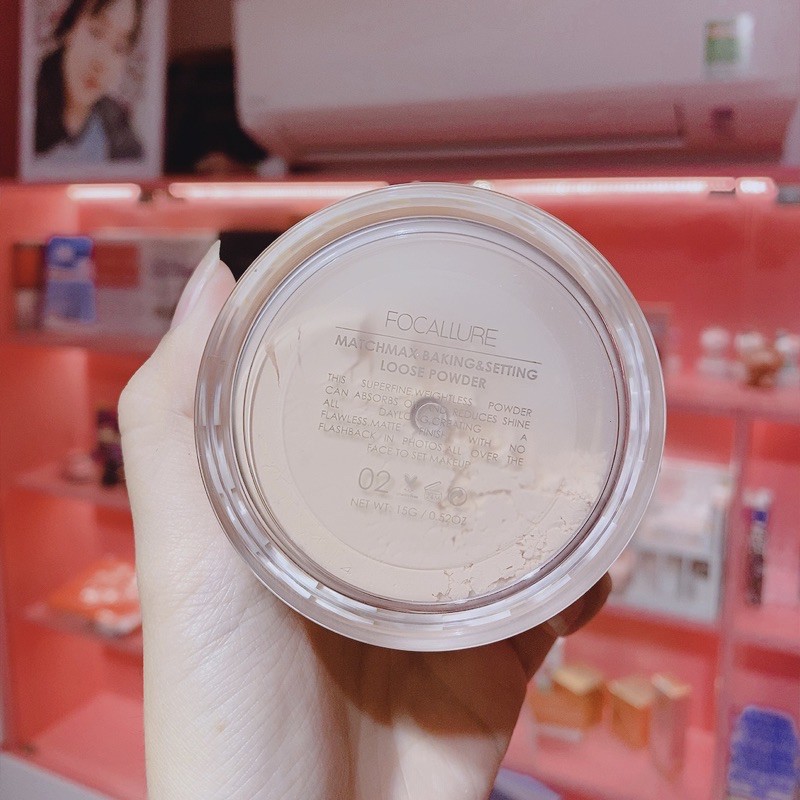 FOCALLURE
MATCHMAX BAKING&SETTING
LOOSE POWDER
THIS SUPERFINE WEIGHTLESS POWDER
CAN ABSORBS REDUCES SHINE
ALL CREATING A
FLAWLESS MATTE FINISH WITH NO
FLASHBACK IN PHOTOS. ALL OVER THE
FACE TO SET MAKEUP
02
NET WT: 15G / 0.52OZ